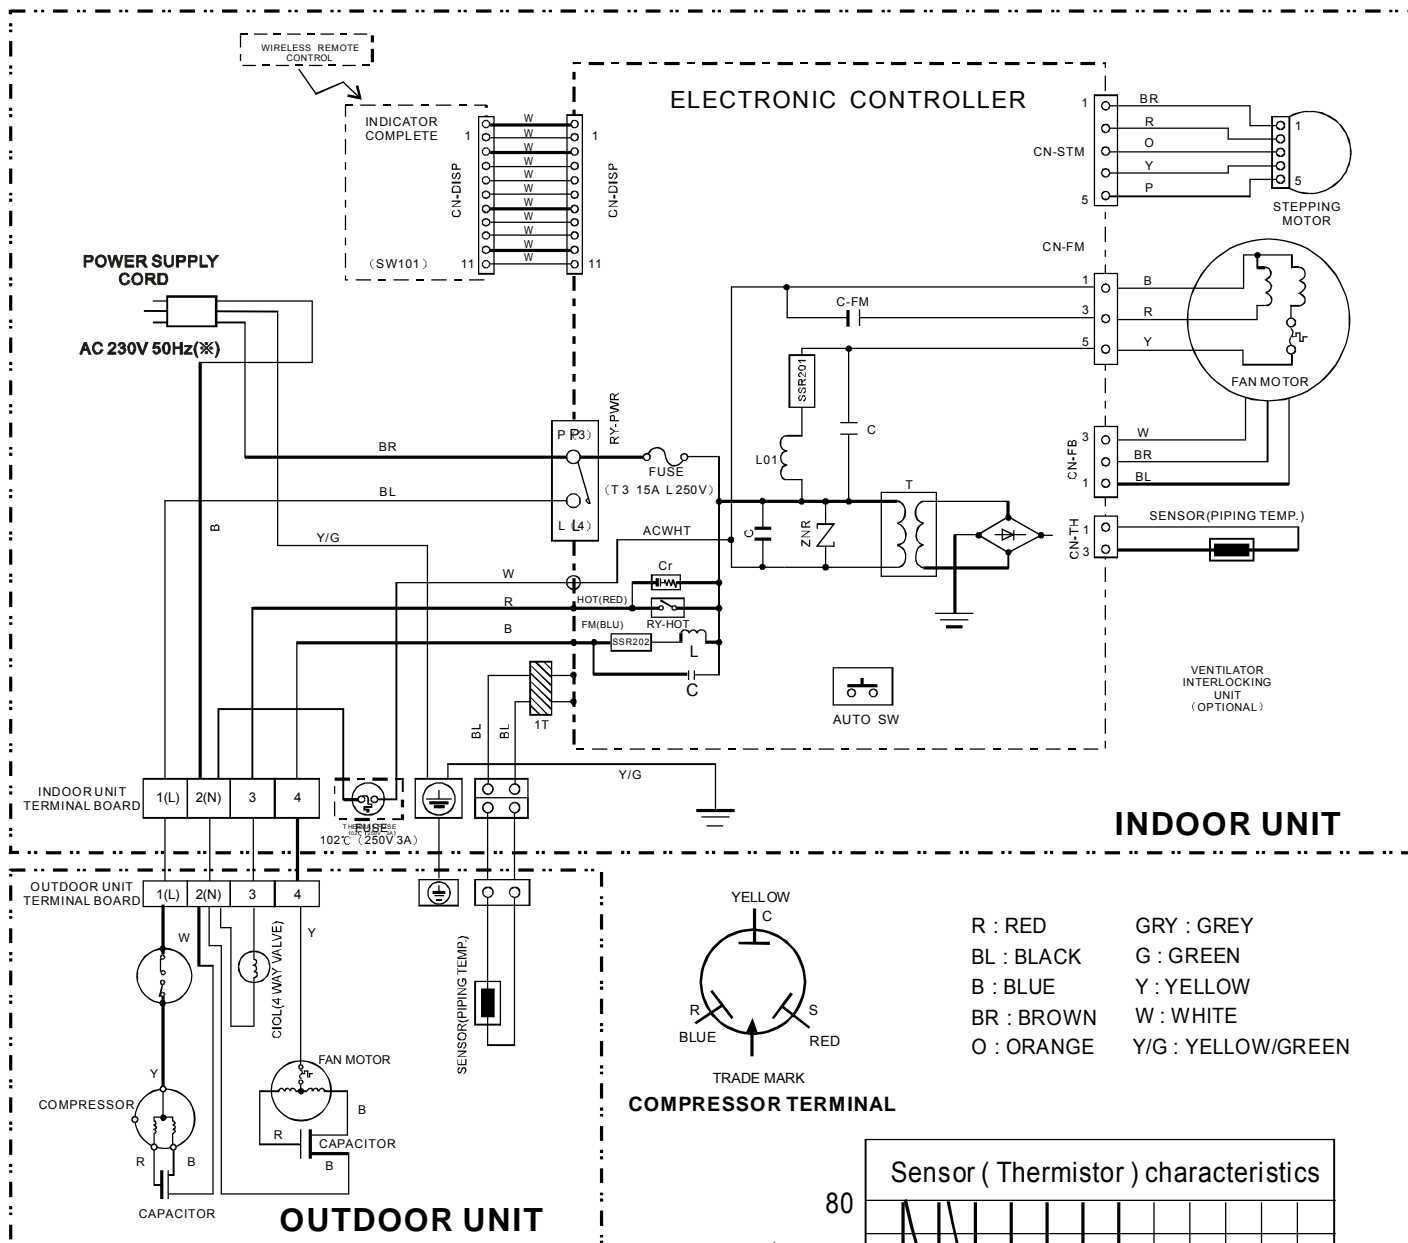 WIRELESS REMOTE
CONTROL
ELECTRONIC CONTROLLER
INDICATOR
COMPLETE
(SW101)
1
11
CN-DISP
W
W
W
W
W
W
W
W
W
W
W
CN-DISP
1
11
1
CN-STM
5
BR
R
O
Y
P
1
5
STEPPING
MOTOR
CN-FM
1
3
5
B
R
Y
FAN MOTOR
C-FM
SSR201
L01
C
POWER SUPPLY
CORD
AC 230V 50Hz(※)
BR
BL
B
Y/G
RY-PWR
L (4)
FUSE
(T3 15A L250V)
CN-FB
3
1
W
BR
BL
CN-TH
1
3
SENSOR(PIPING TEMP.)
T
C
ZNR
ACWHT
W
R
B
Cr
HOT(RED)
RY-HOT
FM(BLU)
SSR202
L
C
1T
BL
BL
AUTO SW
VENTILATOR
INTERLOCKING
UNIT
(OPTIONAL)
Y/G
INDOOR UNIT
TERMINAL BOARD
1(L)
2(N)
3
4
FUSE
102℃ (250V 3A)
INDOOR UNIT
OUTDOOR UNIT
TERMINAL BOARD
1(L)
2(N)
3
4
W
Y
CIOL(4 WAY VALVE)
Y
FAN MOTOR
B
R
CAPACITOR
B
COMPRESSOR
R
B
CAPACITOR
SENSOR(PIPING TEMP.)
OUTDOOR UNIT
YELLOW
C
R
BLUE
S
RED
TRADE MARK
COMPRESSOR TERMINAL
R : RED
BL : BLACK
B : BLUE
BR : BROWN
O : ORANGE
GRY : GREY
G : GREEN
Y : YELLOW
W : WHITE
Y/G : YELLOW/GREEN
Sensor ( Thermistor ) characteristics
80